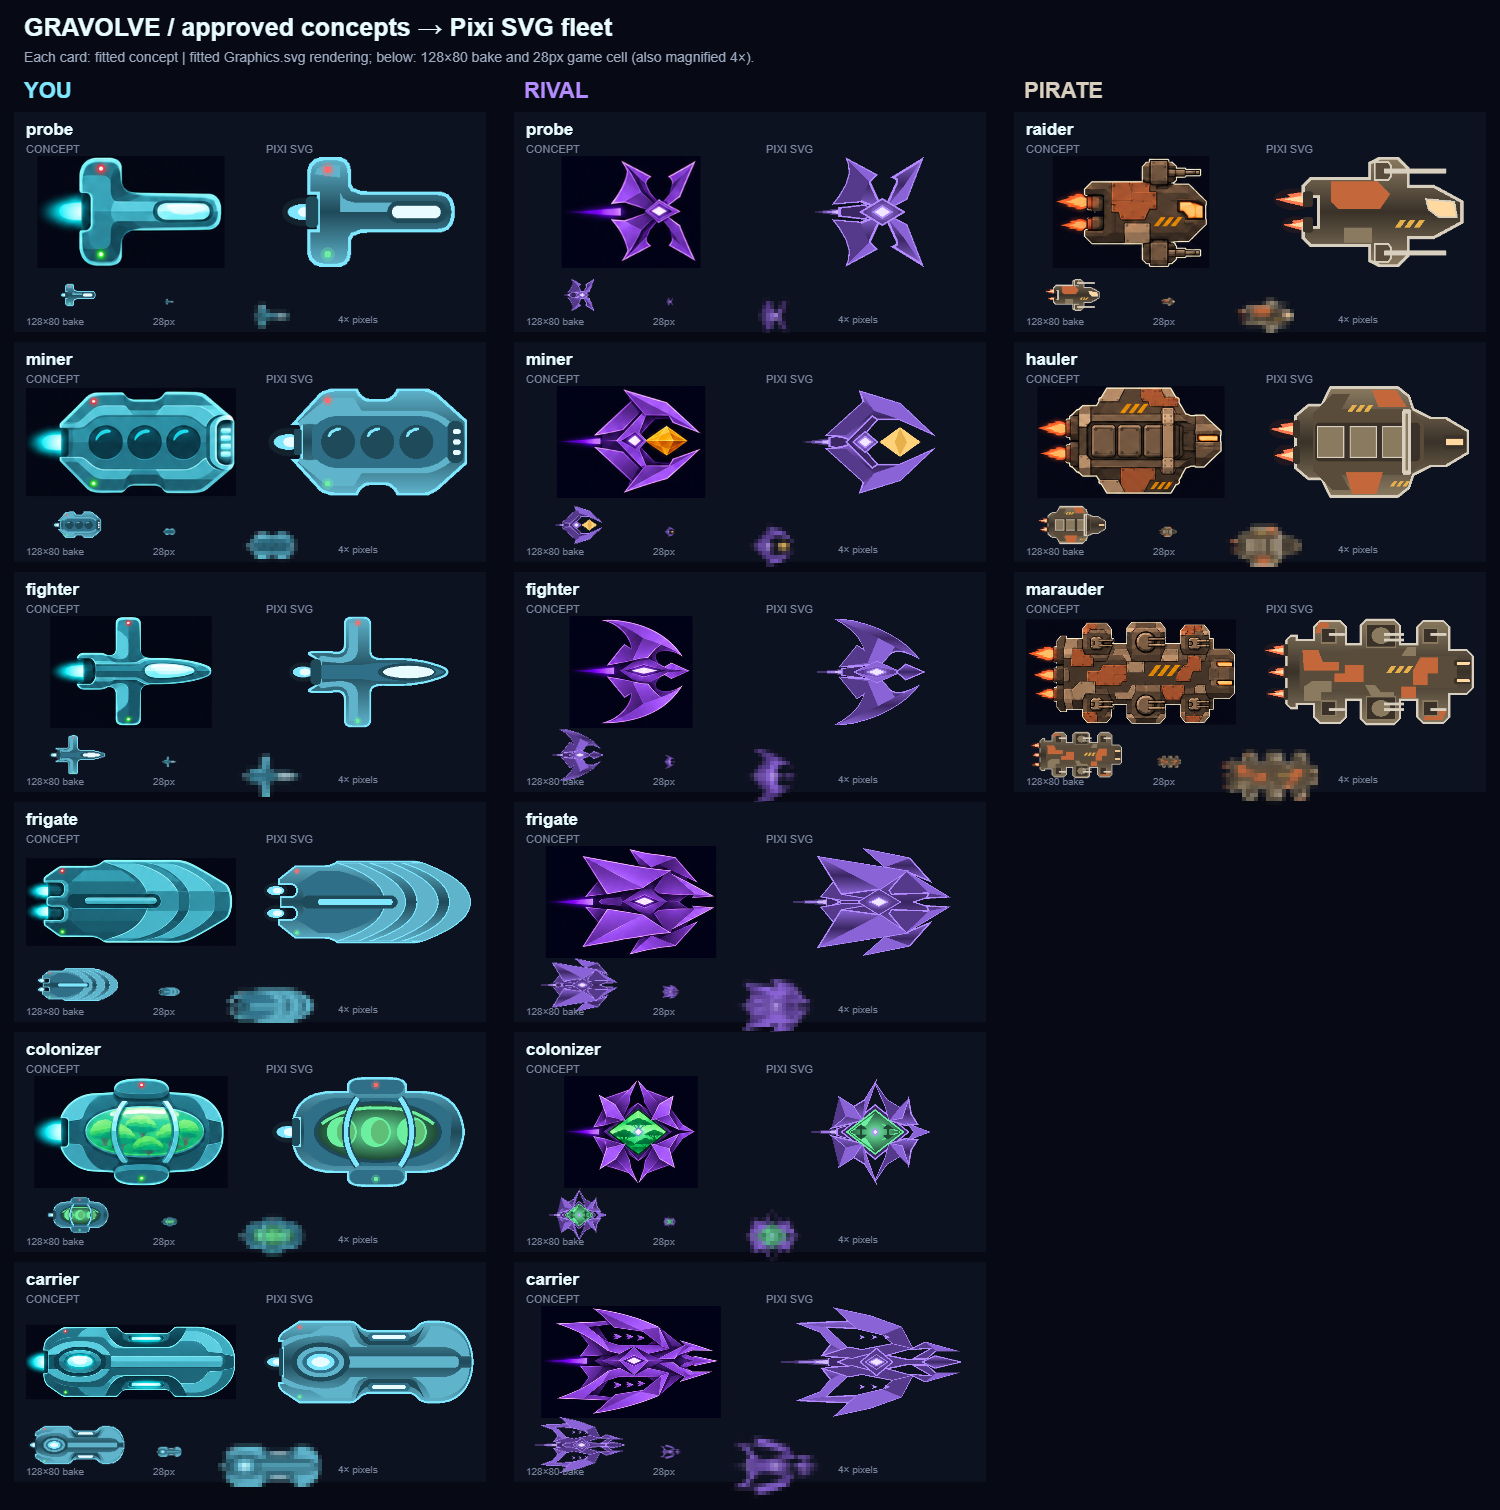 GRAVOLVE / approved concepts → Pixi SVG fleet
Each card: fitted concept | fitted Graphics.svg rendering; below: 128×80 bake and 28px game cell (also magnified 4×).
YOU
probe
CONCEPT PIXI SVG
128×80 bake 28px 4× pixels
miner
CONCEPT PIXI SVG
128×80 bake 28px 4× pixels
fighter
CONCEPT PIXI SVG
128×80 bake 28px 4× pixels
frigate
CONCEPT PIXI SVG
128×80 bake 28px 4× pixels
colonizer
CONCEPT PIXI SVG
128×80 bake 28px 4× pixels
carrier
CONCEPT PIXI SVG
128×80 bake 28px 4× pixels
RIVAL
probe
CONCEPT PIXI SVG
128×80 bake 28px 4× pixels
miner
CONCEPT PIXI SVG
128×80 bake 28px 4× pixels
fighter
CONCEPT PIXI SVG
128×80 bake 28px 4× pixels
frigate
CONCEPT PIXI SVG
128×80 bake 28px 4× pixels
colonizer
CONCEPT PIXI SVG
128×80 bake 28px 4× pixels
carrier
CONCEPT PIXI SVG
128×80 bake 28px 4× pixels
PIRATE
raider
CONCEPT PIXI SVG
128×80 bake 28px 4× pixels
hauler
CONCEPT PIXI SVG
128×80 bake 28px 4× pixels
marauder
CONCEPT PIXI SVG
128×80 bake 28px 4× pixels